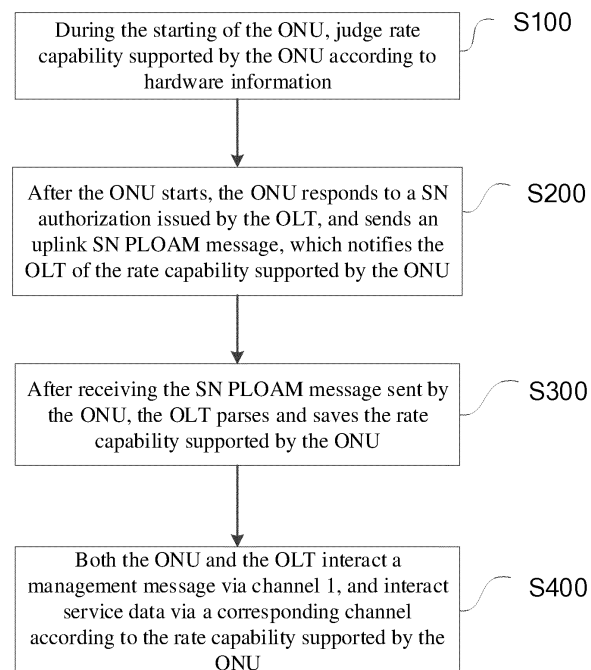 During the starting of the ONU, judge rate
capability supported by the ONU according to
hardware information
S100
After the ONU starts, the ONU responds to a SN
authorization issued by the OLT, and sends an
uplink SN PLOAM message, which notifies the
OLT of the rate capability supported by the ONU
S200
After receiving the SN PLOAM message sent by
the ONU, the OLT parses and saves the rate
capability supported by the ONU
S300
Both the ONU and the OLT interact a
management message via channel 1, and interact
service data via a corresponding channel
according to the rate capability supported by the
ONU
S400